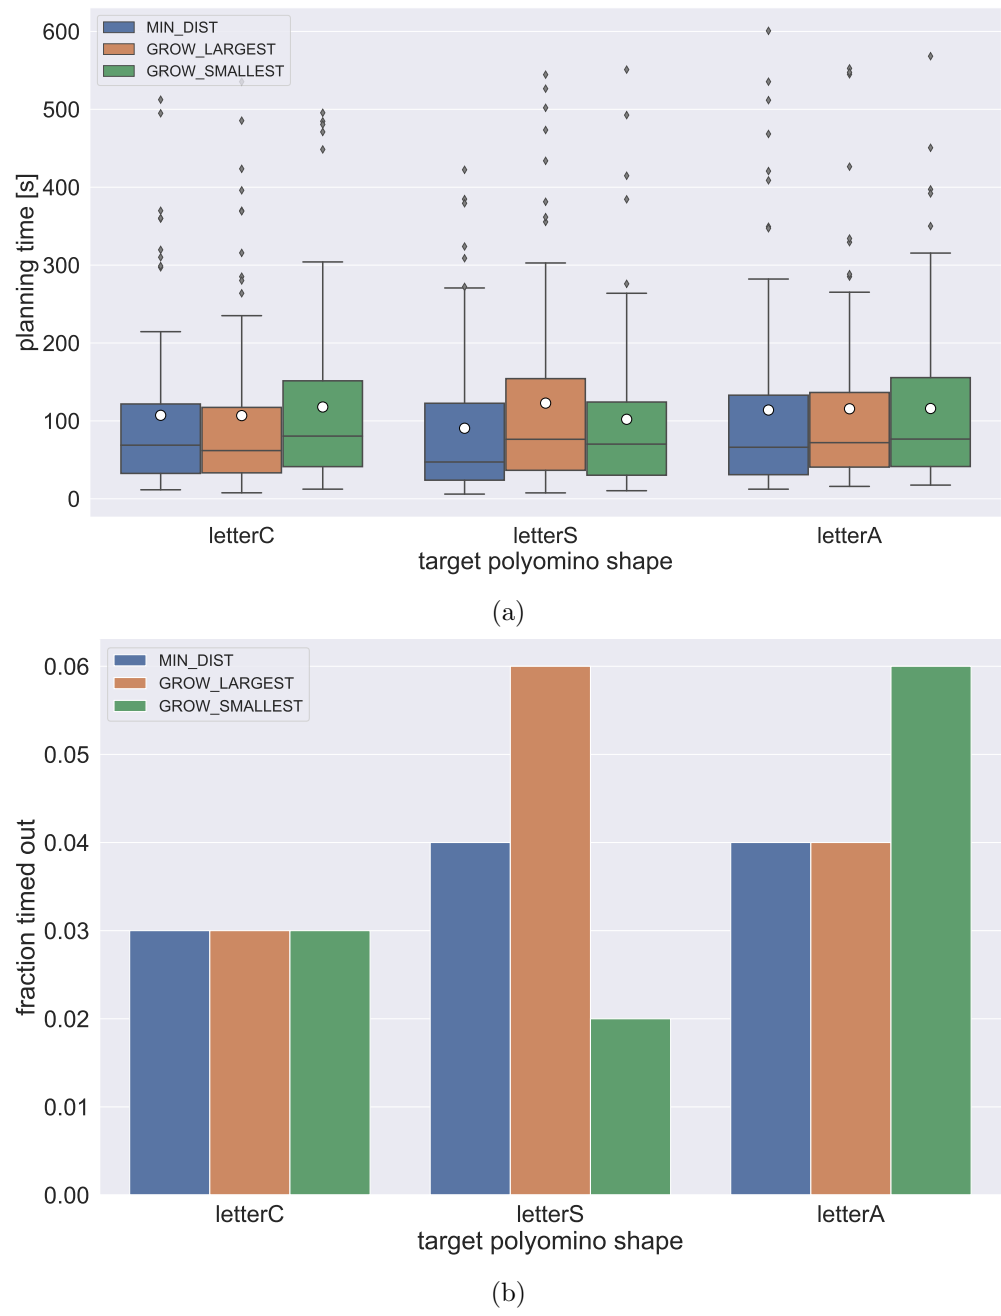 MIN_DIST
GROW_LARGEST
GROW_SMALLEST
600
500
400
300
200
100
0
planning time [s]
letterC letterS letterA
target polyomino shape
(a)
MIN_DIST
GROW_LARGEST
GROW_SMALLEST
0.06
0.05
0.04
0.03
0.02
0.01
0.00
fraction timed out
letterC letterS letterA
target polyomino shape
(b)